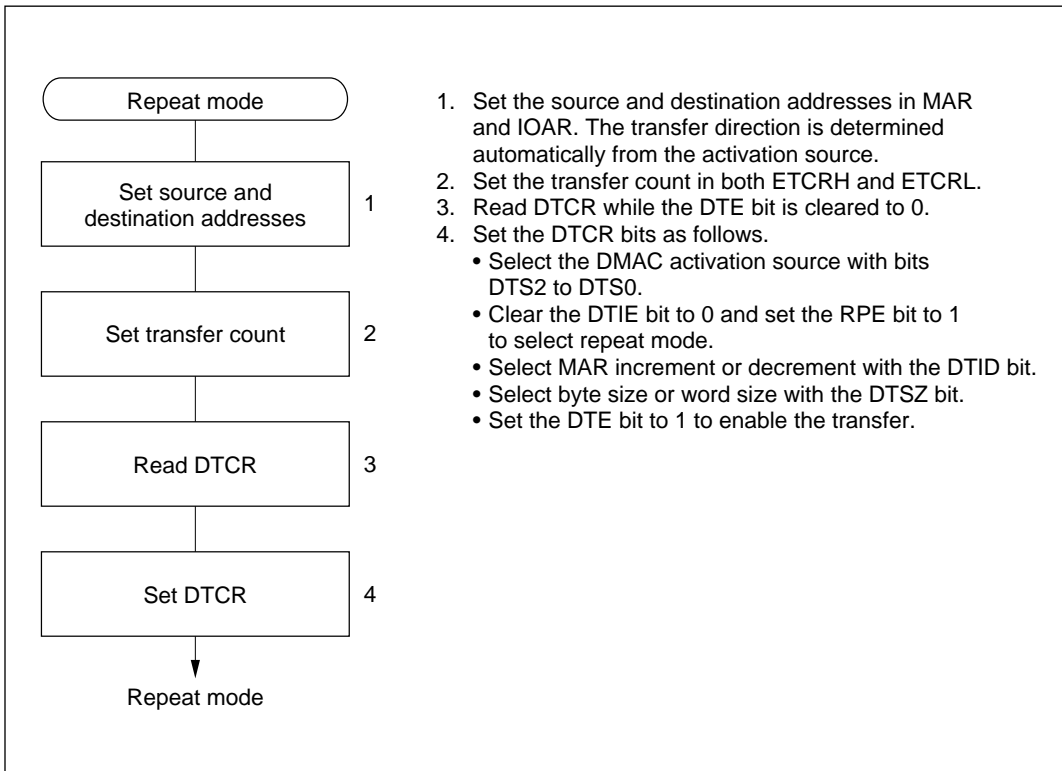 Repeat mode
Set source and
destination addresses
1
Set transfer count
2
Read DTCR
3
Set DTCR
4
Repeat mode
1. Set the source and destination addresses in MAR
and IOAR. The transfer direction is determined
automatically from the activation source.
2. Set the transfer count in both ETCRH and ETCRL.
3. Read DTCR while the DTE bit is cleared to 0.
4. Set the DTCR bits as follows.
• Select the DMAC activation source with bits
DTS2 to DTS0.
• Clear the DTIE bit to 0 and set the RPE bit to 1
to select repeat mode.
• Select MAR increment or decrement with the DTID bit.
• Select byte size or word size with the DTSZ bit.
• Set the DTE bit to 1 to enable the transfer.